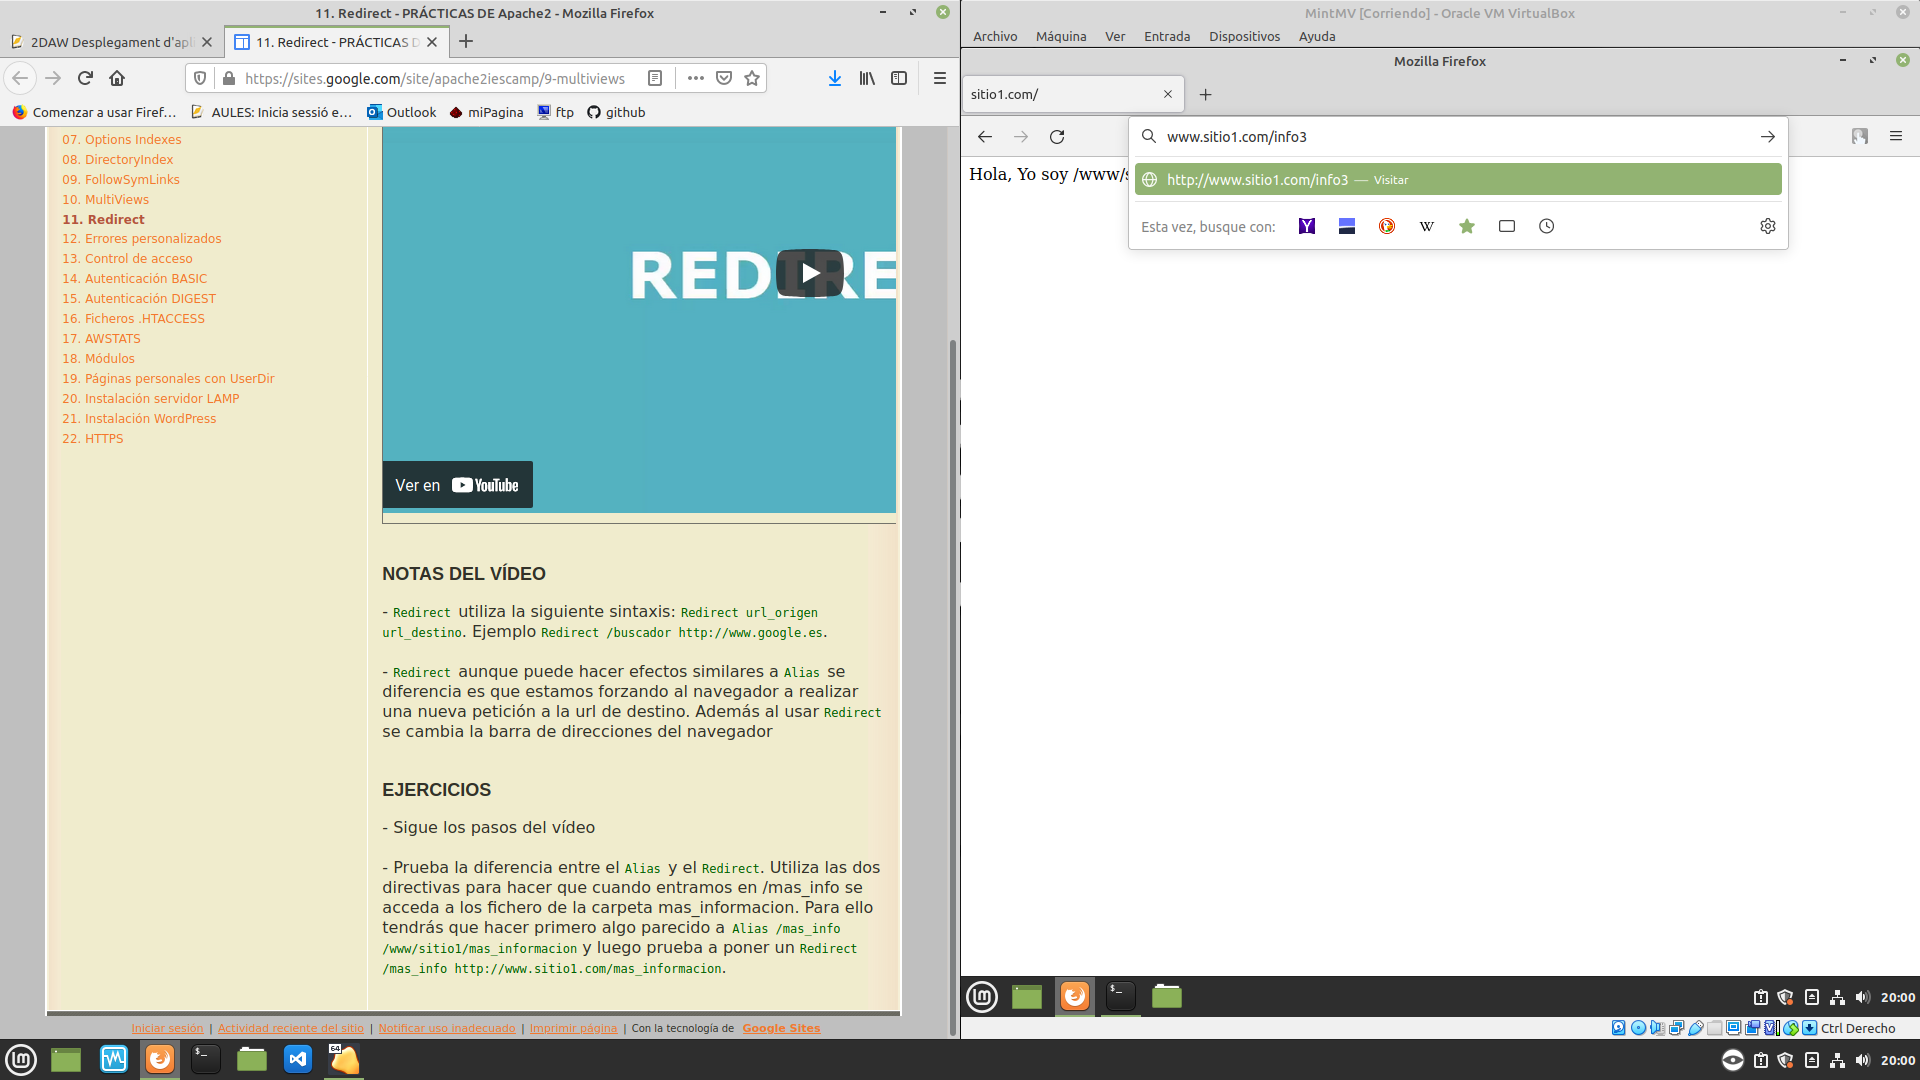 11. Redirect - PRÁCTICAS DE Apache2 - Mozilla Firefox
2DAW Desplegament d'apl
11. Redirect - PRÁCTICAS D
https://sites.google.com/site/apache2iescamp/9-multiviews
Comenzar a usar Firef…
AULES: Inicia sessió e…
Outlook
miPagina
ftp
github
07. Options Indexes
08. DirectoryIndex
09. FollowSymLinks
10. MultiViews
11. Redirect
12. Errores personalizados
13. Control de acceso
14. Autenticación BASIC
15. Autenticación DIGEST
16. Ficheros .HTACCESS
17. AWSTATS
18. Módulos
19. Páginas personales con UserDir
20. Instalación servidor LAMP
21. Instalación WordPress
22. HTTPS
REDIRE
Ver en YouTube
NOTAS DEL VÍDEO
- Redirect utiliza la siguiente sintaxis: Redirect url_origen
url_destino. Ejemplo Redirect /buscador http://www.google.es.
- Redirect aunque puede hacer efectos similares a Alias se
diferencia es que estamos forzando al navegador a realizar
una nueva petición a la url de destino. Además al usar Redirect
se cambia la barra de direcciones del navegador
EJERCICIOS
- Sigue los pasos del vídeo
- Prueba la diferencia entre el Alias y el Redirect. Utiliza las dos
directivas para hacer que cuando entramos en /mas_info se
acceda a los fichero de la carpeta mas_informacion. Para ello
tendrás que hacer primero algo parecido a Alias /mas_info
/www/sitio1/mas_informacion y luego prueba a poner un Redirect
/mas_info http://www.sitio1.com/mas_informacion.
Iniciar sesión | Actividad reciente del sitio | Notificar uso inadecuado | Imprimir página | Con la tecnología de Google Sites
64
20:00
MintMV [Corriendo] - Oracle VM VirtualBox
Archivo Máquina Ver Entrada Dispositivos Ayuda
Mozilla Firefox
sitio1.com/
www.sitio1.com/info3
http://www.sitio1.com/info3 — Visitar
Esta vez, busque con:
Hola, Yo soy /www/s
20:00
Ctrl Derecho